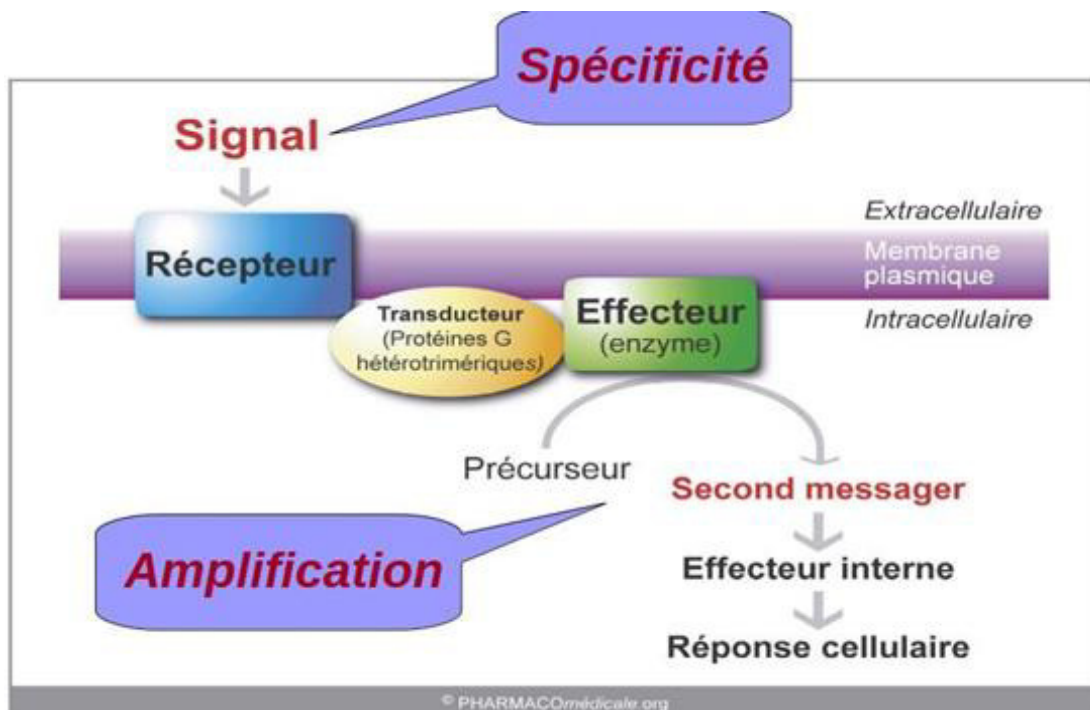 Spécificité
Signal
Extracellulaire
Récepteur
Membrane
plasmique
Transducteur
(Protéines G
hétérotrimériques)
Effecteur
(enzyme)
Intracellulaire
Précurseur
Second messager
Amplification
Effecteur interne
Réponse cellulaire
© PHARMACOmédicale.org